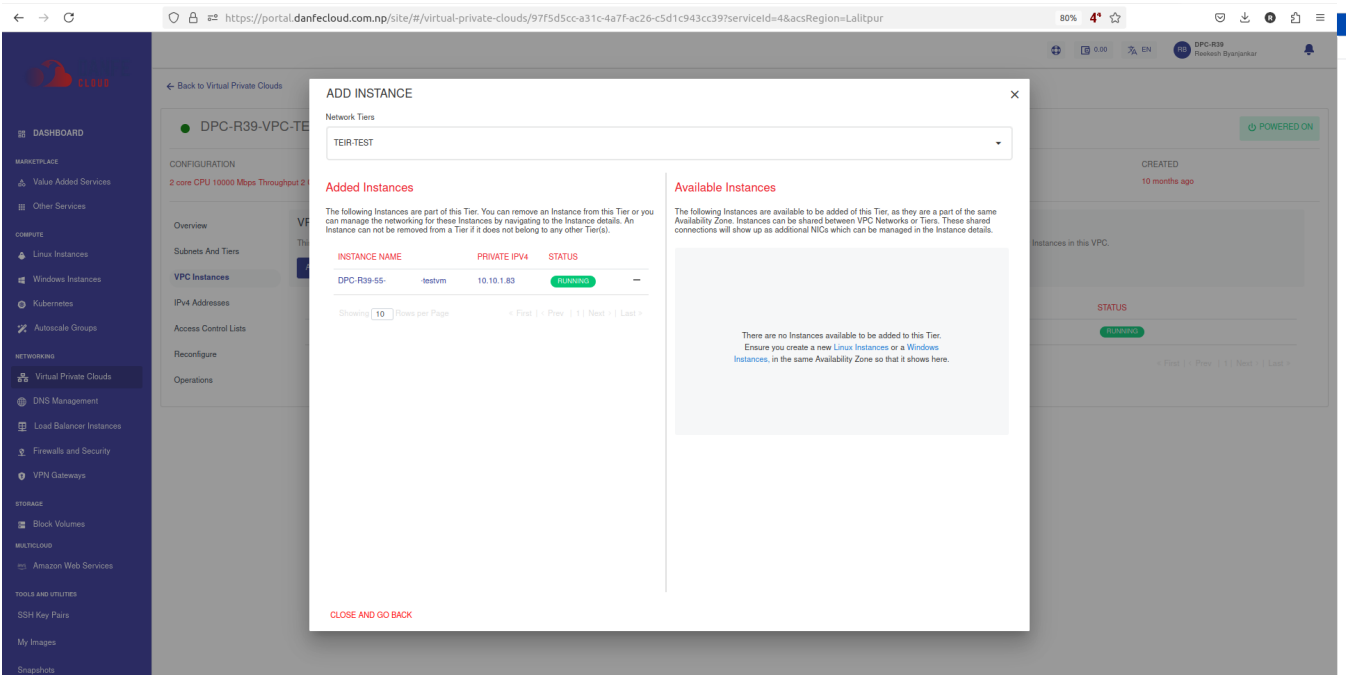 https://portal.danfecloud.com.np/site/#/virtual-private-clouds/97f5d5cc-a31c-4a7f-ac26-c5d1c943cc39?serviceId=4&acsRegion=Lalitpur
80%
CLOUD
0.00
EN
RB
DPC-R39
Reekesh Byanjankar
← Back to Virtual Private Clouds
DASHBOARD
MARKETPLACE
Value Added Services
Other Services
COMPUTE
Linux Instances
Windows Instances
Kubernetes
Autoscale Groups
NETWORKING
Virtual Private Clouds
DNS Management
Load Balancer Instances
Firewalls and Security
VPN Gateways
STORAGE
Block Volumes
MULTICLOUD
Amazon Web Services
TOOLS AND UTILITIES
SSH Key Pairs
My Images
Snapshots
DPC-R39-VPC-TE
POWERED ON
CONFIGURATION
2 core CPU 10000 Mbps Throughput 2
CREATED
10 months ago
Overview
Subnets And Tiers
VPC Instances
IPv4 Addresses
Access Control Lists
Reconfigure
Operations
Instances in this VPC.
STATUS
RUNNING
< First | < Prev | 1 | Next > | Last >
ADD INSTANCE
Network Tiers
TEIR-TEST
Added Instances
The following Instances are part of this Tier. You can remove an Instance from this Tier or you
can manage the networking for these Instances by navigating to the Instance details. An
Instance can not be removed from a Tier if it does not belong to any other Tier(s).
INSTANCE NAME PRIVATE IPV4 STATUS
DPC-R39-55- -testvm 10.10.1.83 RUNNING
Showing 10 Rows per Page < First | < Prev | 1 | Next > | Last >
Available Instances
The following Instances are available to be added of this Tier, as they are a part of the same
Availability Zone. Instances can be shared between VPC Networks or Tiers. These shared
connections will show up as additional NICs which can be managed in the Instance details.
There are no Instances available to be added to this Tier.
Ensure you create a new Linux Instances or a Windows
Instances, in the same Availability Zone so that it shows here.
CLOSE AND GO BACK